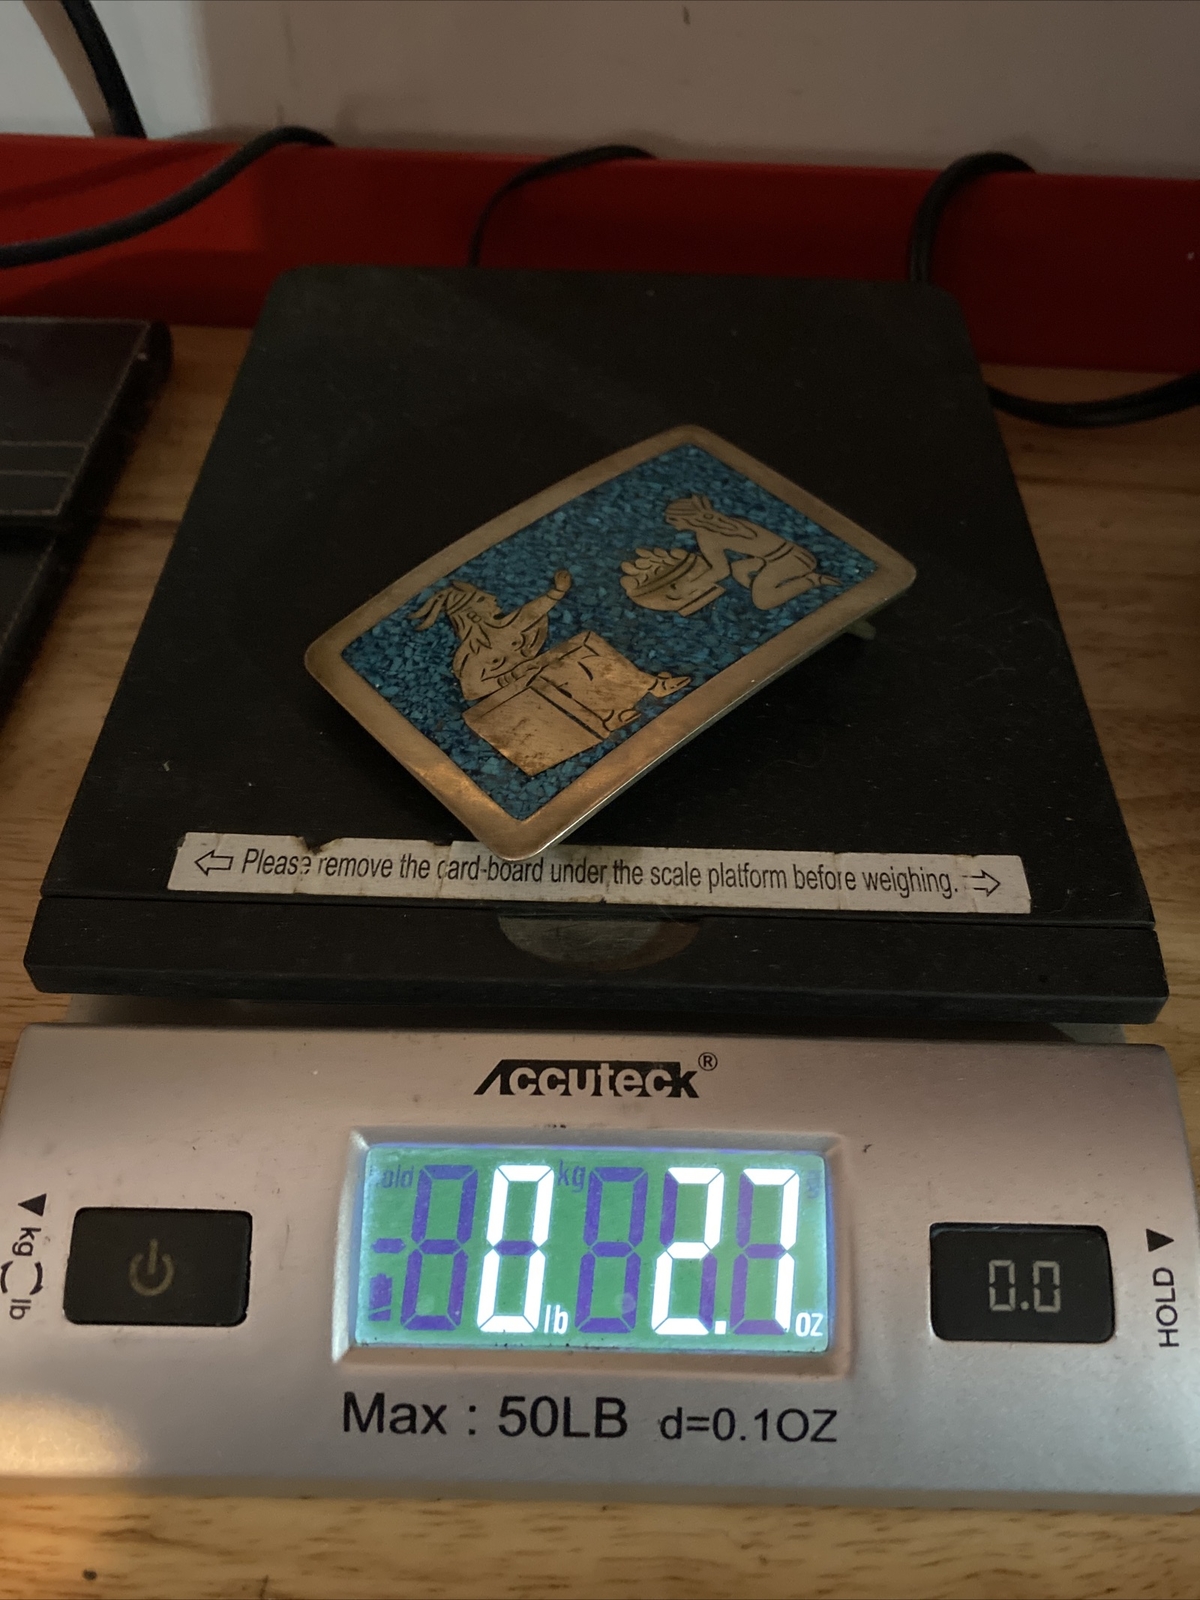 ⇦ Please remove the card-board under the scale platform before weighing. ⇨
Accuteck®
old kg
0 lb 2.7 oz
kg lb
0.0
HOLD
Max : 50LB d=0.1OZ